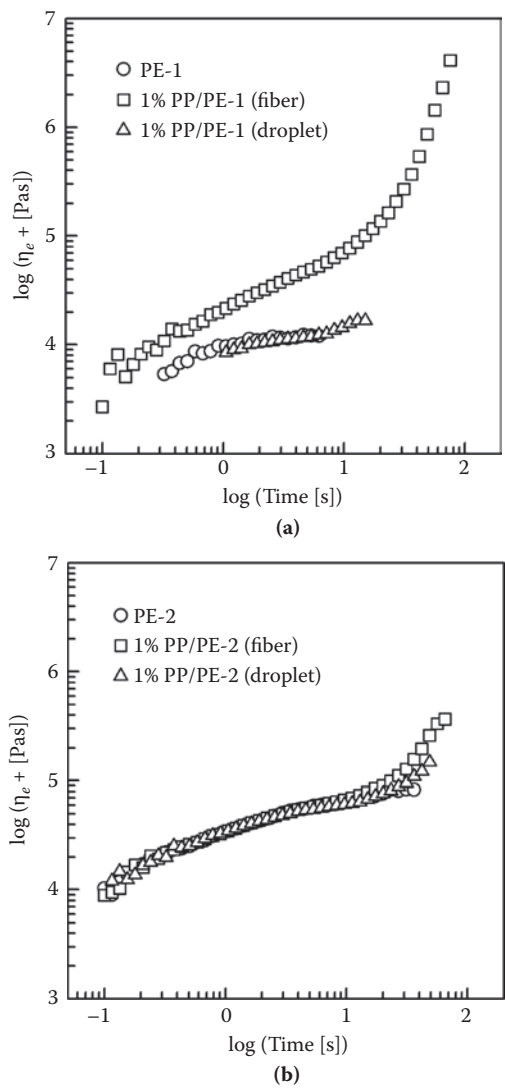 7
6
5
4
3
log (ηe + [Pas])
PE-1
1% PP/PE-1 (fiber)
1% PP/PE-1 (droplet)
−1 0 1 2
log (Time [s])
(a)
7
6
5
4
3
log (ηe + [Pas])
PE-2
1% PP/PE-2 (fiber)
1% PP/PE-2 (droplet)
−1 0 1 2
log (Time [s])
(b)